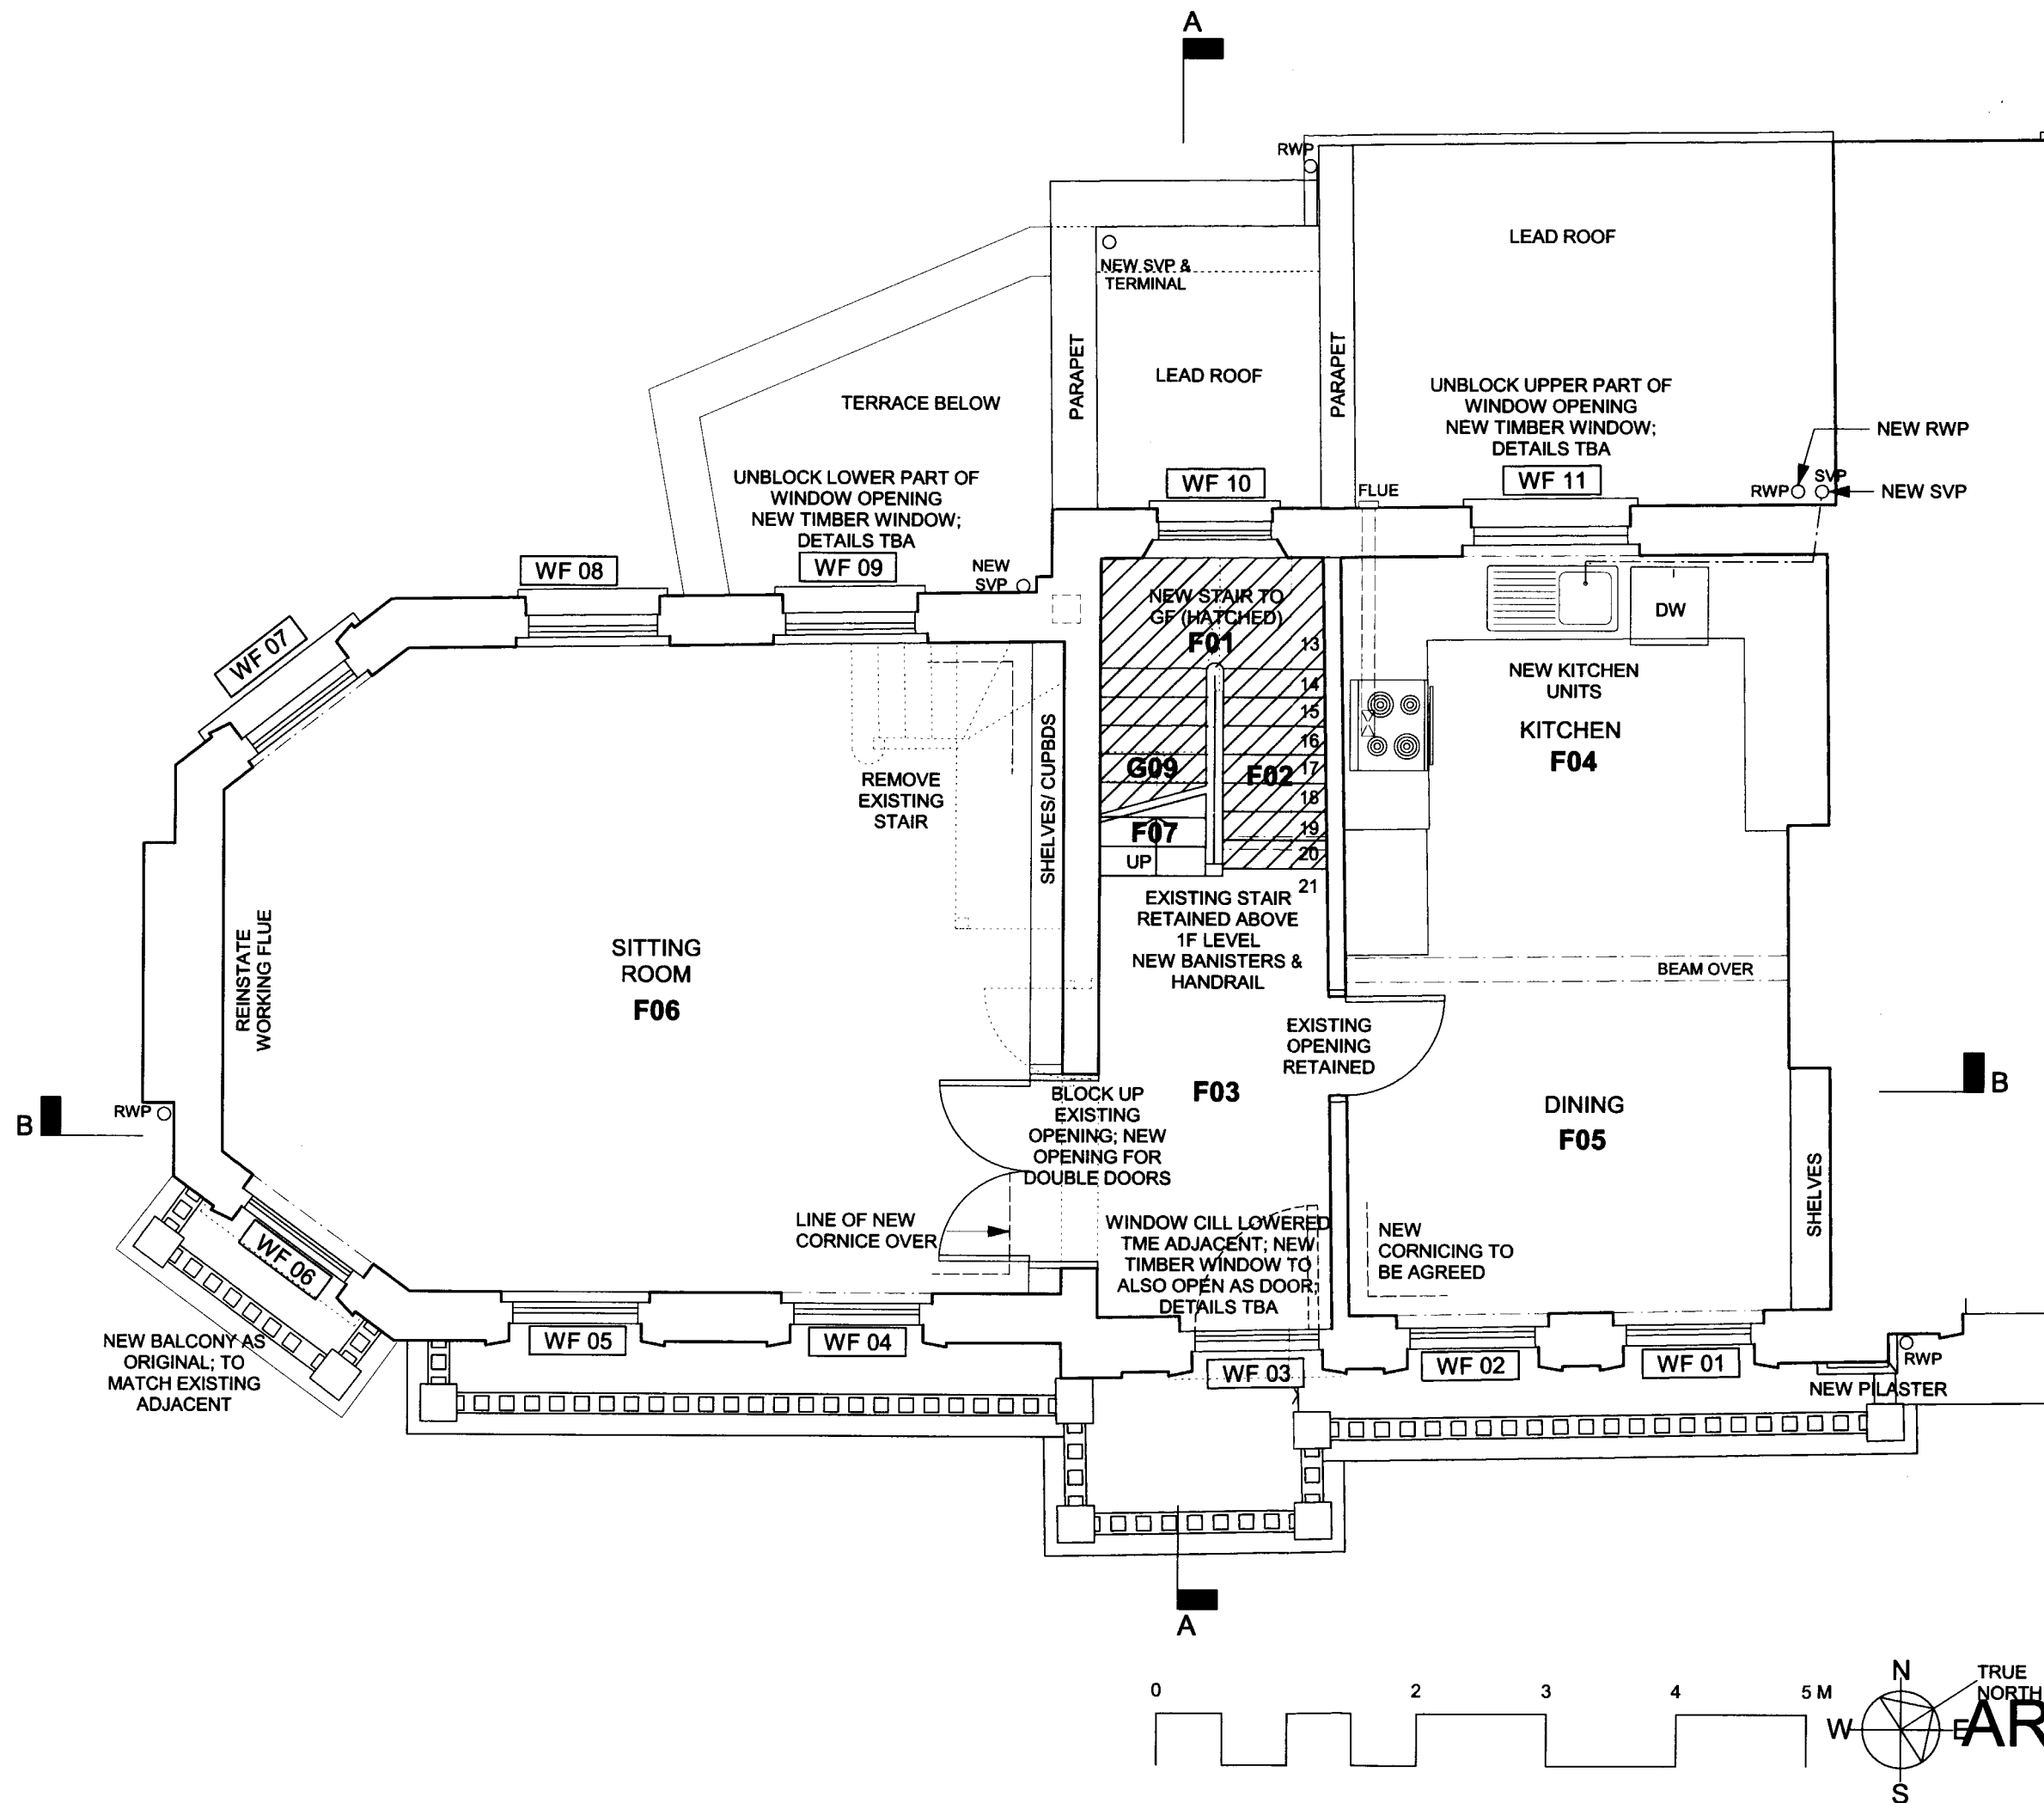 A
RWP
LEAD ROOF
NEW SVP &
TERMINAL
PARAPET
LEAD ROOF
PARAPET
TERRACE BELOW
UNBLOCK UPPER PART OF
WINDOW OPENING
NEW TIMBER WINDOW;
DETAILS TBA
NEW RWP
UNBLOCK LOWER PART OF
WINDOW OPENING
NEW TIMBER WINDOW;
DETAILS TBA
WF 10
FLUE
WF 11
RWP
SVP
NEW SVP
WF 08
WF 09
NEW
SVP
WF 07
NEW STAIR TO
GF (HATCHED)
F01
13
14
15
16
17
18
19
20
21
G09
F02
F07
UP
DW
NEW KITCHEN
UNITS
KITCHEN
F04
REMOVE
EXISTING
STAIR
SHELVES/ CUPBDS
EXISTING STAIR
RETAINED ABOVE
1F LEVEL
NEW BANISTERS &
HANDRAIL
REINSTATE
WORKING FLUE
SITTING
ROOM
F06
BEAM OVER
EXISTING
OPENING
RETAINED
B
RWP
BLOCK UP
EXISTING
OPENING; NEW
OPENING FOR
DOUBLE DOORS
F03
DINING
F05
SHELVES
B
LINE OF NEW
CORNICE OVER
WINDOW CILL LOWERED
TME ADJACENT; NEW
TIMBER WINDOW TO
ALSO OPEN AS DOOR;
DETAILS TBA
NEW
CORNICING TO
BE AGREED
WF 06
WF 05
WF 04
WF 03
WF 02
WF 01
RWP
NEW PILASTER
NEW BALCONY AS
ORIGINAL; TO
MATCH EXISTING
ADJACENT
A
0
2
3
4
5 M
N
W
E
S
TRUE
NORTH
AR